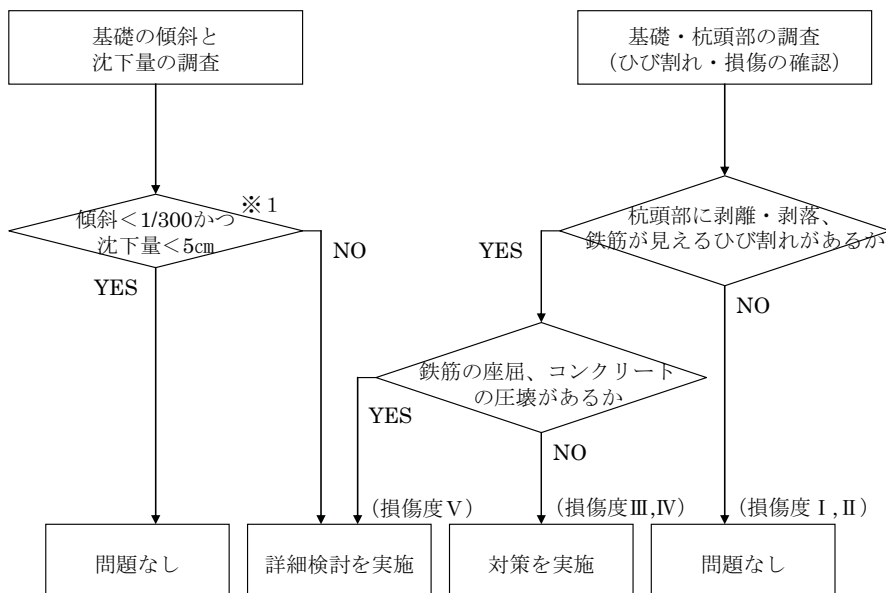 基礎の傾斜と
沈下量の調査
基礎・杭頭部の調査
(ひび割れ・損傷の確認)
※1
傾斜<1/300かつ
沈下量<5㎝
杭頭部に剥離・剥落、
鉄筋が見えるひび割れがあるか
YES
NO
YES
NO
鉄筋の座屈、コンクリート
の圧壊があるか
YES
NO
(損傷度Ⅴ)
(損傷度Ⅲ,Ⅳ)
(損傷度Ⅰ,Ⅱ)
問題なし
詳細検討を実施
対策を実施
問題なし